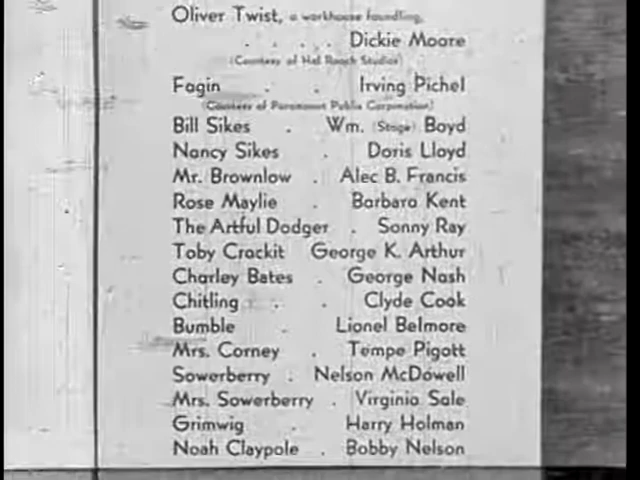 Oliver Twist, a workhouse foundling,
. . . . Dickie Moore
(Courtesy of Hal Roach Studios)
Fagin . . Irving Pichel
(Courtesy of Paramount Public Corporation)
Bill Sikes . Wm. (Stage) Boyd
Nancy Sikes . Doris Lloyd
Mr. Brownlow . Alec B. Francis
Rose Maylie . Barbara Kent
The Artful Dodger . Sonny Ray
Toby Crackit George K. Arthur
Charley Bates . George Nash
Chitling . . Clyde Cook
Bumble . Lionel Belmore
Mrs. Corney . Tempe Pigott
Sowerberry . Nelson McDowell
Mrs. Sowerberry . Virginia Sale
Grimwig . Harry Holman
Noah Claypole . Bobby Nelson